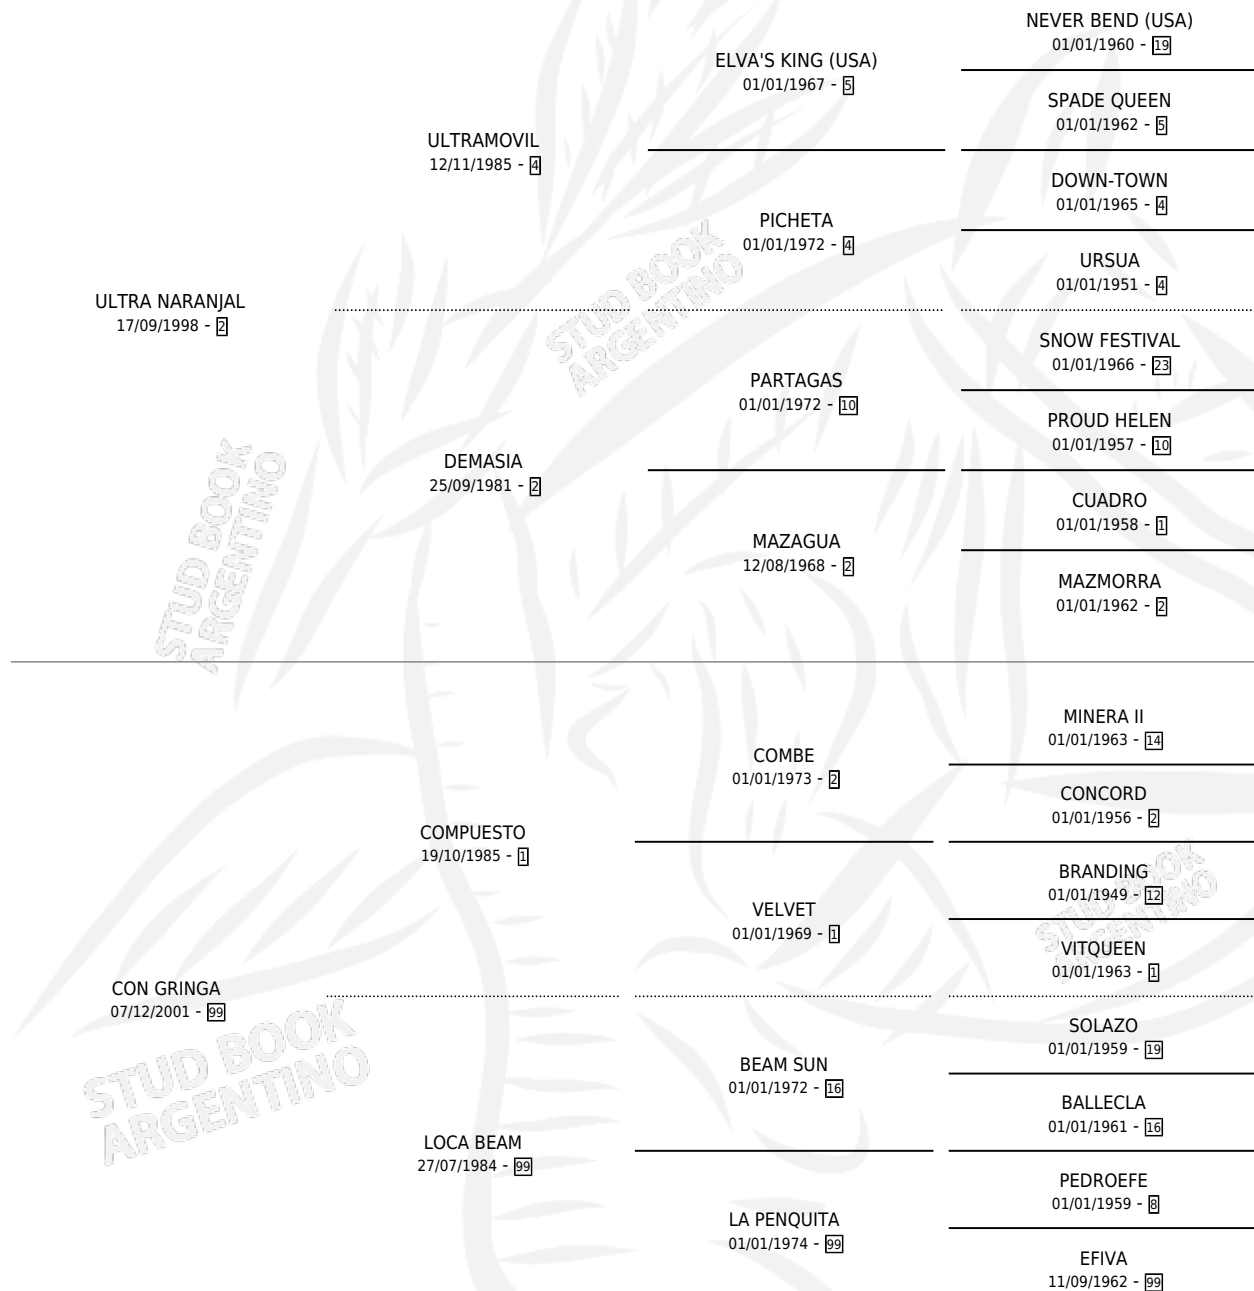 NEVER BEND (USA)
01/01/1960 - 19
ELVA'S KING (USA)
01/01/1967 - 5
SPADE QUEEN
01/01/1962 - 5
ULTRAMOVIL
12/11/1985 - 4
DOWN-TOWN
01/01/1965 - 4
PICHETA
01/01/1972 - 4
URSUA
01/01/1951 - 4
ULTRA NARANJAL
17/09/1998 - 2
SNOW FESTIVAL
01/01/1966 - 23
PARTAGAS
01/01/1972 - 10
PROUD HELEN
01/01/1957 - 10
DEMASIA
25/09/1981 - 2
CUADRO
01/01/1958 - 1
MAZAGUA
12/08/1968 - 2
MAZMORRA
01/01/1962 - 2
MINERA II
01/01/1963 - 14
COMBE
01/01/1973 - 2
CONCORD
01/01/1956 - 2
COMPUESTO
19/10/1985 - 1
BRANDING
01/01/1949 - 12
VELVET
01/01/1969 - 1
VITQUEEN
01/01/1963 - 1
CON GRINGA
07/12/2001 - 99
SOLAZO
01/01/1959 - 19
BEAM SUN
01/01/1972 - 16
BALLECLA
01/01/1961 - 16
LOCA BEAM
27/07/1984 - 99
PEDROEFE
01/01/1959 - 8
LA PENQUITA
01/01/1974 - 99
EFIVA
11/09/1962 - 99
STUD BOOK
ARGENTINO
STUD BOOK
ARGENTINO
STUD BOOK
ARGENTINO
STUD BOOK
ARGENTINO